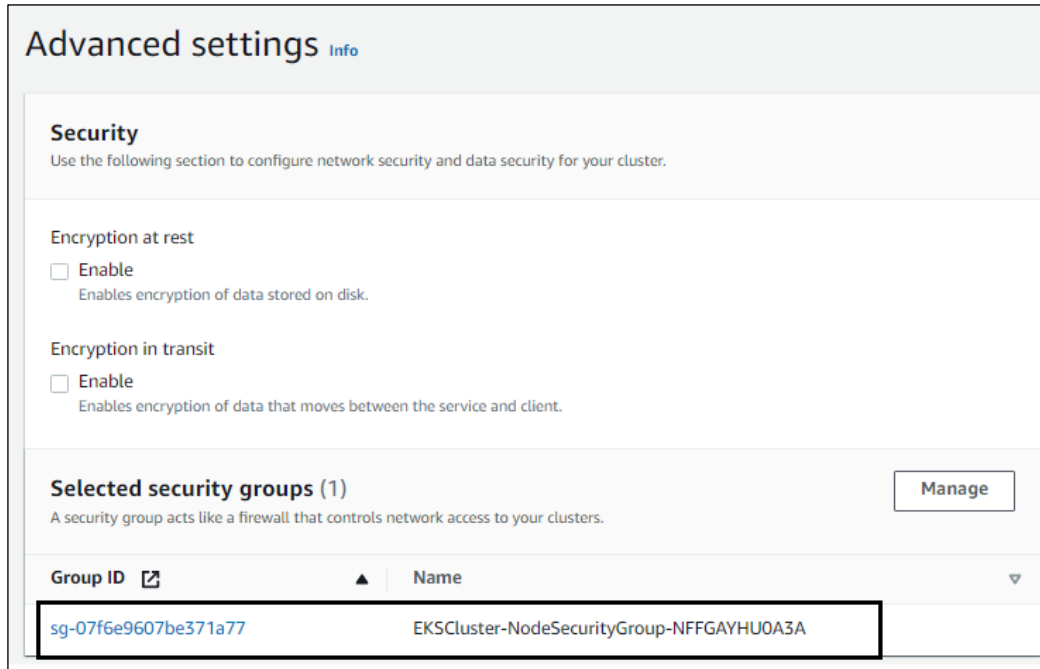 Advanced settings Info
Security
Use the following section to configure network security and data security for your cluster.
Encryption at rest
Enable
Enables encryption of data stored on disk.
Encryption in transit
Enable
Enables encryption of data that moves between the service and client.
Selected security groups (1)
Manage
A security group acts like a firewall that controls network access to your clusters.
Group ID Name
sg-07f6e9607be371a77 EKSCluster-NodeSecurityGroup-NFFGAYHU0A3A